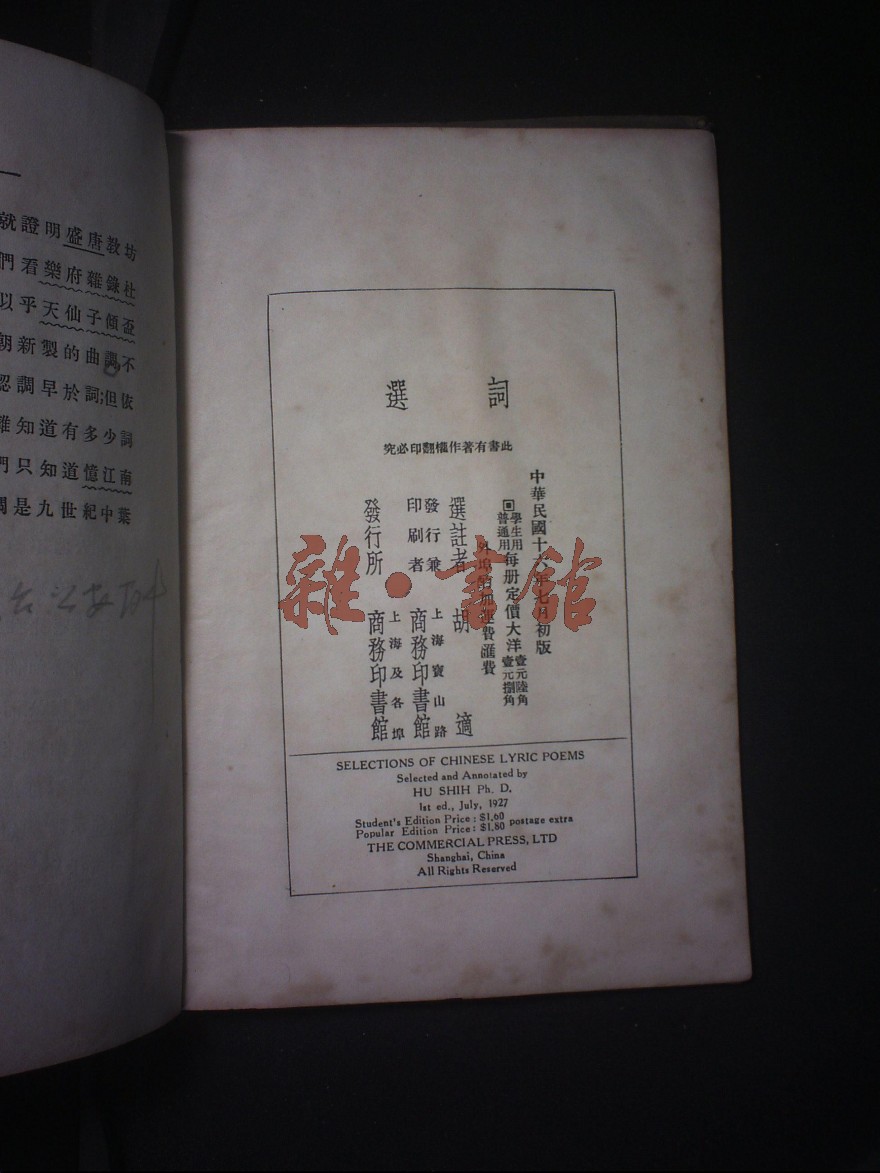 就證明盛唐教坊
們看樂府雜錄杜
以乎天仙子傾盃
朝新製的曲調不
認調早於詞;但依
雖知道有多少詞
們只知道憶江南
調是九世紀中葉
詞選
此書有著作權翻印必究
中華民國十六年七月初版
學生用 普通用 每册定價大洋 壹元陸角 壹元捌角
外埠酌加運費匯費
選註者 胡適
發行兼印刷者 上海寶山路 商務印書館
發行所 上海及各埠 商務印書館
SELECTIONS OF CHINESE LYRIC POEMS
Selected and Annotated by
HU SHIH Ph. D.
1st ed., July, 1927
Student's Edition Price: $1.60
Popular Edition Price: $1.80 postage extra
THE COMMERCIAL PRESS, LTD
Shanghai, China
All Rights Reserved
雜·書館